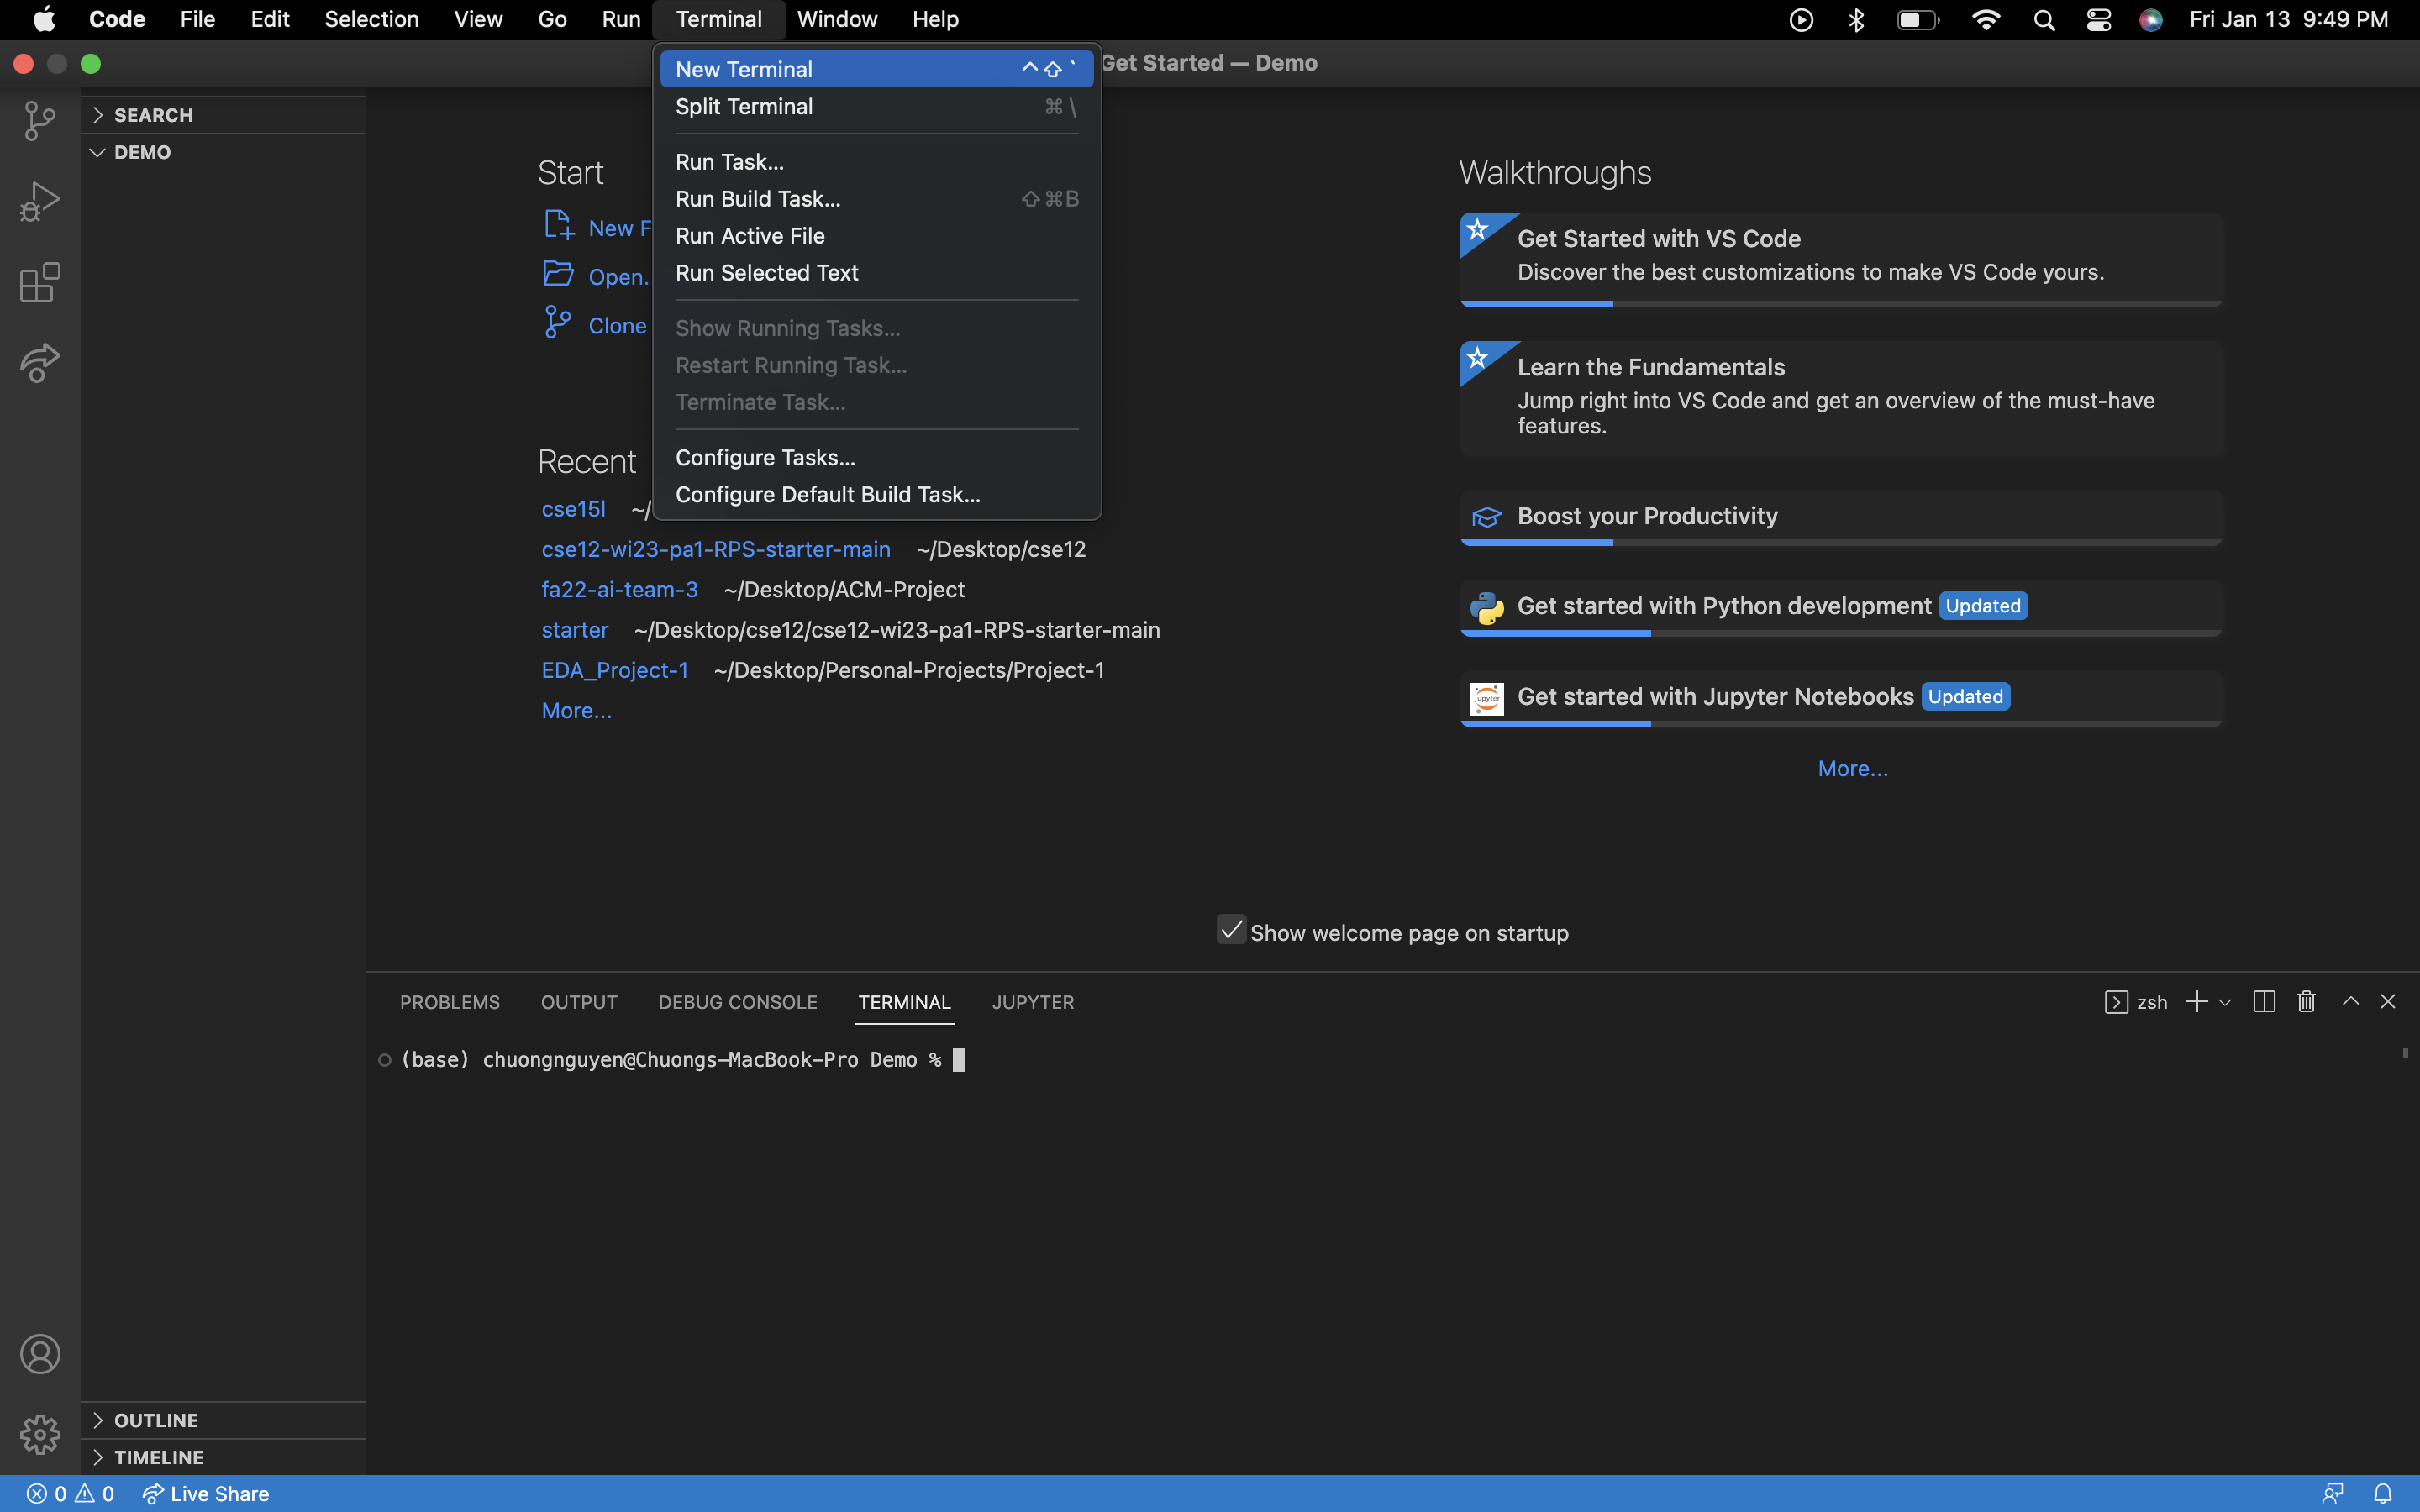 Code File Edit Selection View Go Run Terminal Window Help Fri Jan 13 9:49 PM
Get Started — Demo
New Terminal ^⇧`
Split Terminal ⌘\
Run Task...
Run Build Task... ⇧⌘B
Run Active File
Run Selected Text
Show Running Tasks...
Restart Running Task...
Terminate Task...
Configure Tasks...
Configure Default Build Task...
SEARCH
DEMO
Start
New F
Open.
Clone
Recent
cse15l ~/
cse12-wi23-pa1-RPS-starter-main ~/Desktop/cse12
fa22-ai-team-3 ~/Desktop/ACM-Project
starter ~/Desktop/cse12/cse12-wi23-pa1-RPS-starter-main
EDA_Project-1 ~/Desktop/Personal-Projects/Project-1
More...
Walkthroughs
Get Started with VS Code
Discover the best customizations to make VS Code yours.
Learn the Fundamentals
Jump right into VS Code and get an overview of the must-have
features.
Boost your Productivity
Get started with Python development Updated
jupyter
Get started with Jupyter Notebooks Updated
More...
Show welcome page on startup
PROBLEMS OUTPUT DEBUG CONSOLE TERMINAL JUPYTER zsh
(base) chuongnguyen@Chuongs-MacBook-Pro Demo %
OUTLINE
TIMELINE
0 0 Live Share